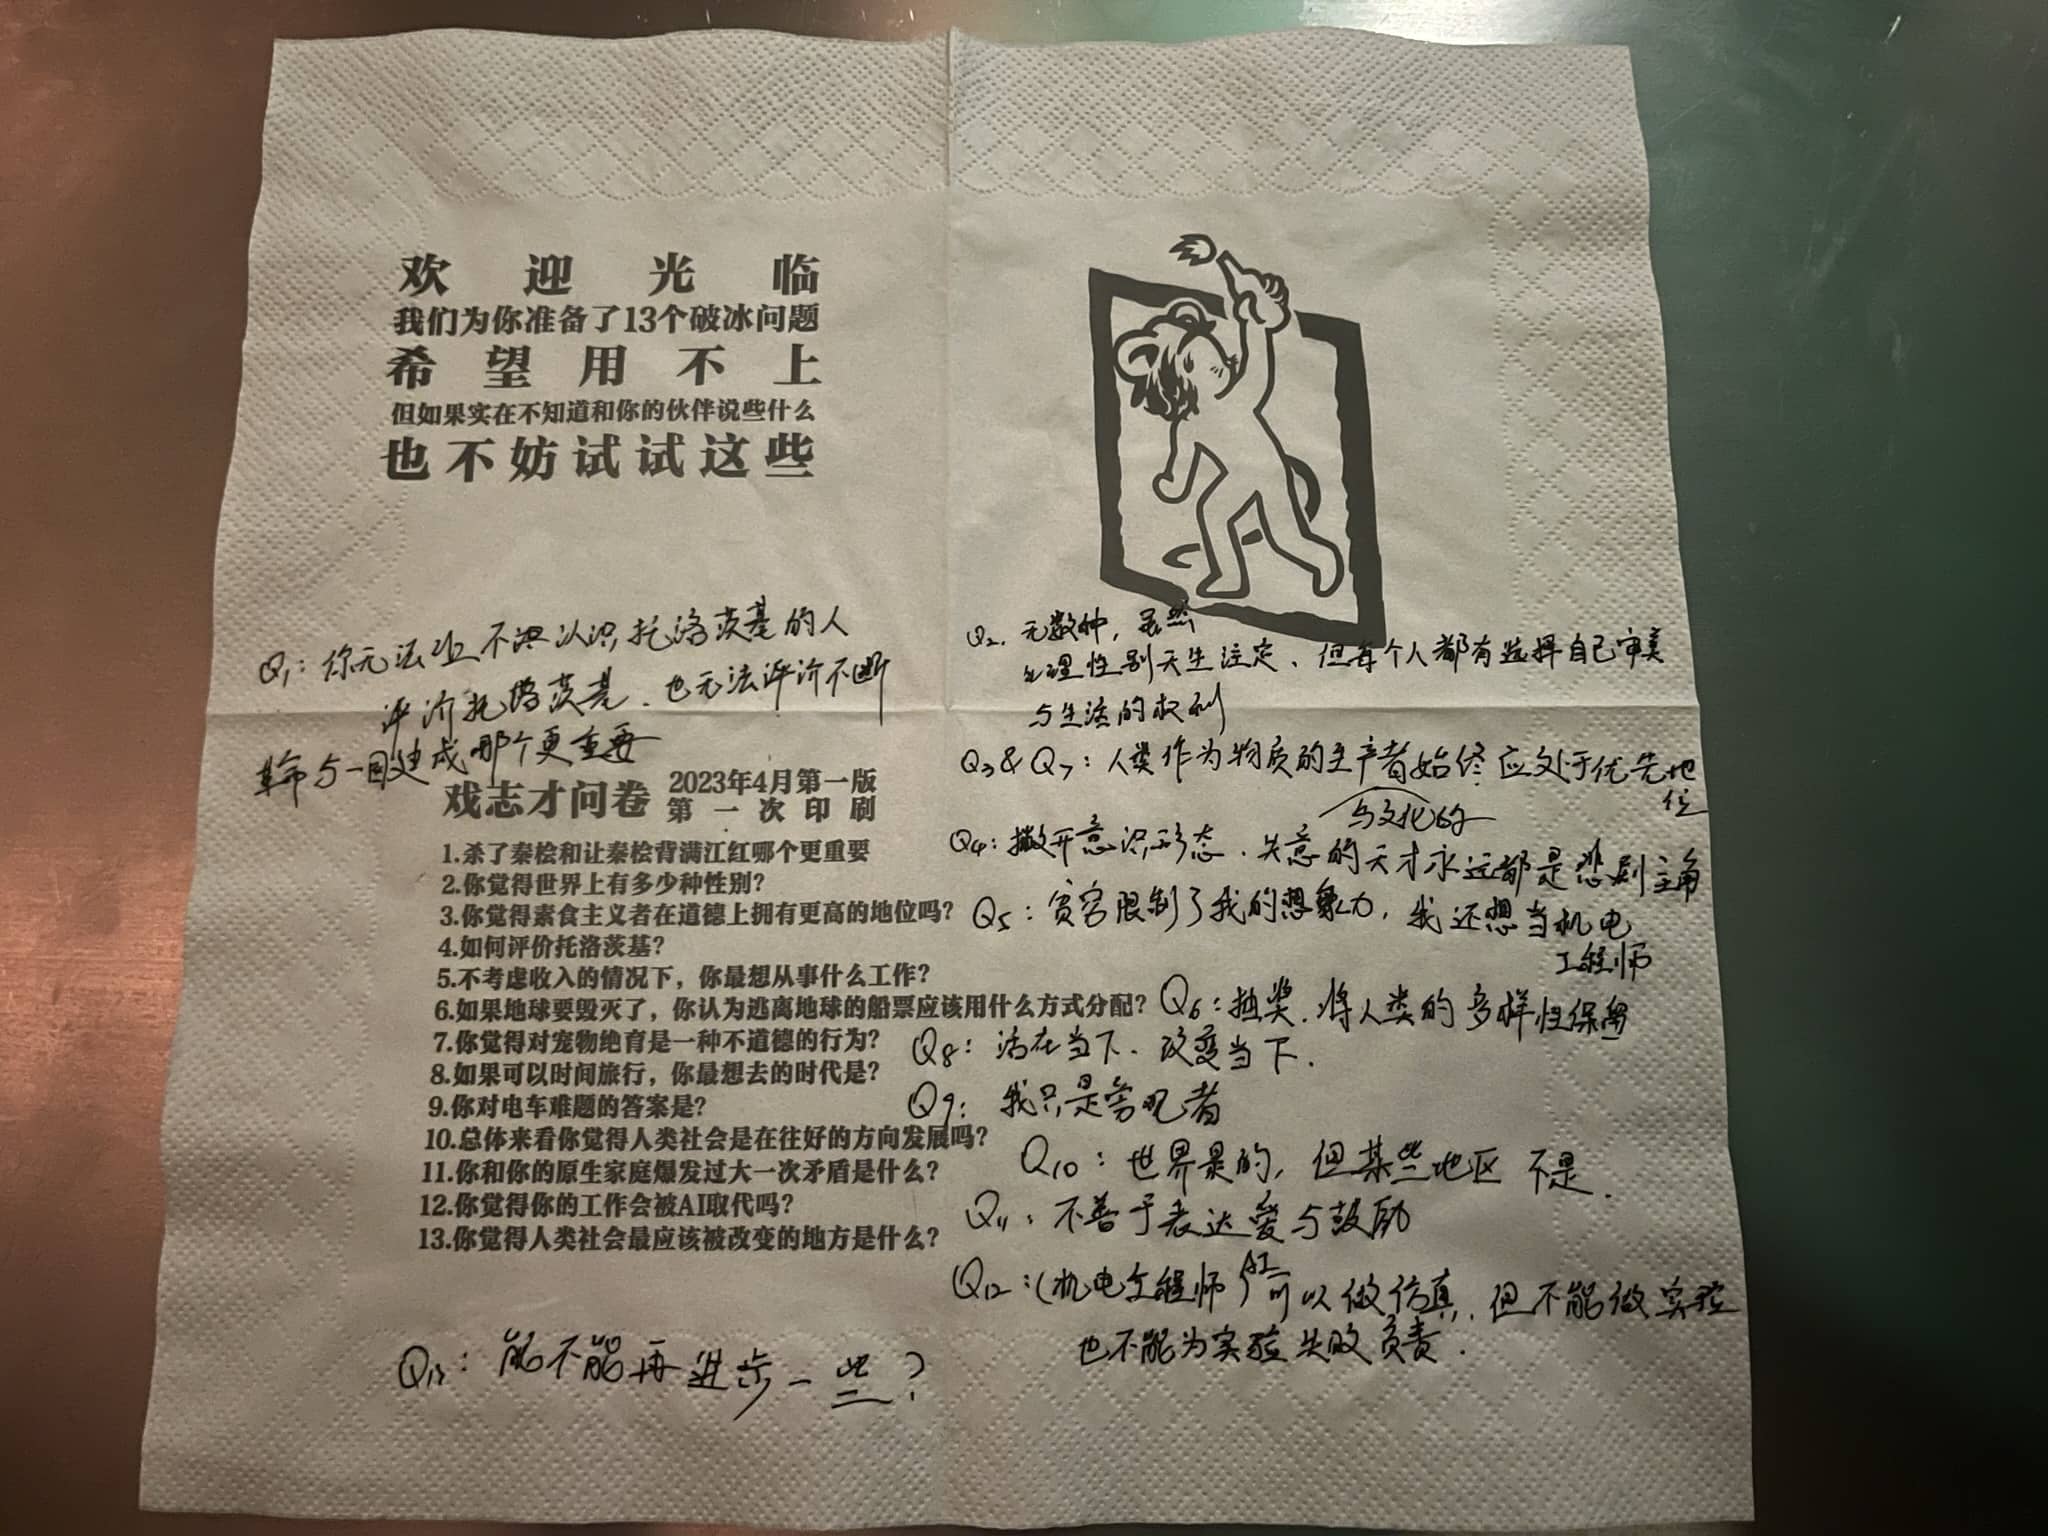 欢迎光临
我们为你准备了13个破冰问题
希望用不上
但如果实在不知道和你的伙伴说些什么
也不妨试试这些
Q1：你无法让不认识托洛茨基的人
评价托洛茨基、也无法评价不断
革命与一国建成哪个更重要
戏志才问卷 2023年4月第一版
第一次印刷
1.杀了秦桧和让秦桧背满江红哪个更重要
2.你觉得世界上有多少种性别？
3.你觉得素食主义者在道德上拥有更高的地位吗？
4.如何评价托洛茨基？
5.不考虑收入的情况下，你最想从事什么工作？
6.如果地球要毁灭了，你认为逃离地球的船票应该用什么方式分配？
7.你觉得对宠物绝育是一种不道德的行为？
8.如果可以时间旅行，你最想去的时代是？
9.你对电车难题的答案是？
10.总体来看你觉得人类社会是在往好的方向发展吗？
11.你和你的原生家庭爆发过大一次矛盾是什么？
12.你觉得你的工作会被AI取代吗？
13.你觉得人类社会最应该被改变的地方是什么？
Q2. 无数种，虽然
生理性别天生注定、但每个人都有选择自己审美
与生活的权利
Q3&Q7：人类作为物质的生产者始终应处于优先地
位
与文化的
Q4：撇开意识形态、失意的天才永远都是悲剧主角
Q5：贫穷限制了我的想象力，我还想当机电
工程师
Q6：抽奖、将人类的多样性保留
Q8：活在当下、改变当下.
Q9：我只是旁观者
Q10：世界是的，但某些地区不是.
Q11：不善于表达爱与鼓励
Q12：(机电工程师)AI可以做仿真，但不能做实验
也不能为实验失败负责.
Q13：能不能再进步一些？